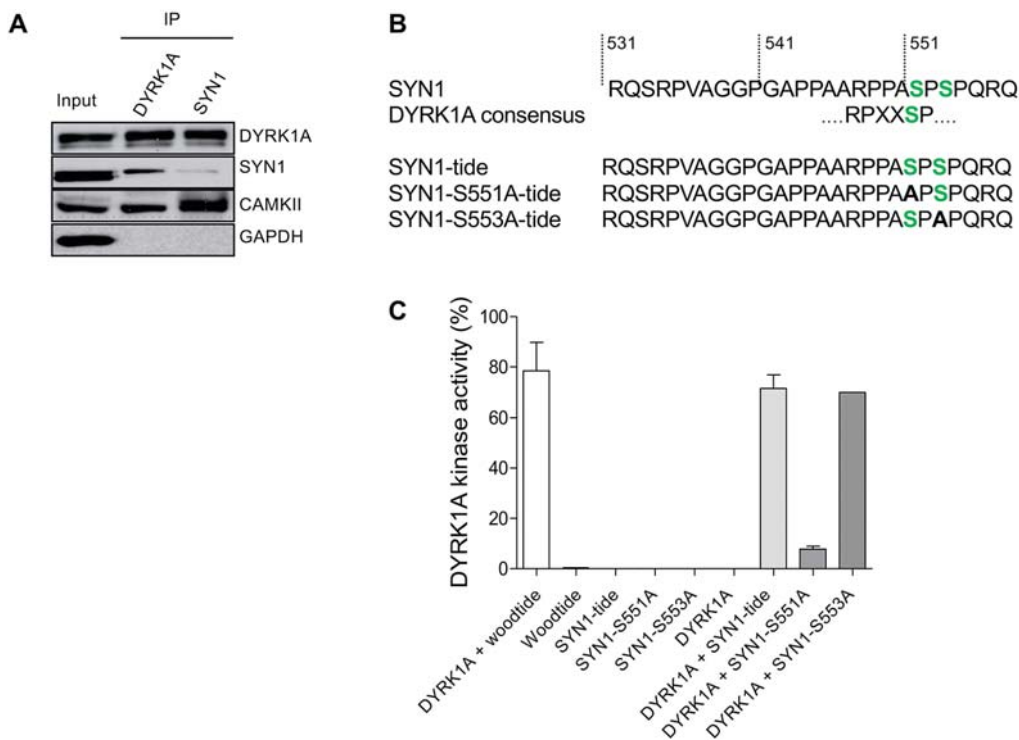 A
IP
Input
DYRK1A
SYN1
DYRK1A
SYN1
CAMKII
GAPDH
B
531 541 551
SYN1 RQSRPVAGGPGAPPAARPPASPSPQRQ
DYRK1A consensus ....RPXXSP....
SYN1-tide RQSRPVAGGPGAPPAARPPASPSPQRQ
SYN1-S551A-tide RQSRPVAGGPGAPPAARPPAAPSPQRQ
SYN1-S553A-tide RQSRPVAGGPGAPPAARPPASPAPQRQ
C
DYRK1A kinase activity (%)
100
80
60
40
20
0
DYRK1A + woodtide
Woodtide
SYN1-tide
SYN1-S551A
SYN1-S553A
DYRK1A
DYRK1A + SYN1-tide
DYRK1A + SYN1-S551A
DYRK1A + SYN1-S553A